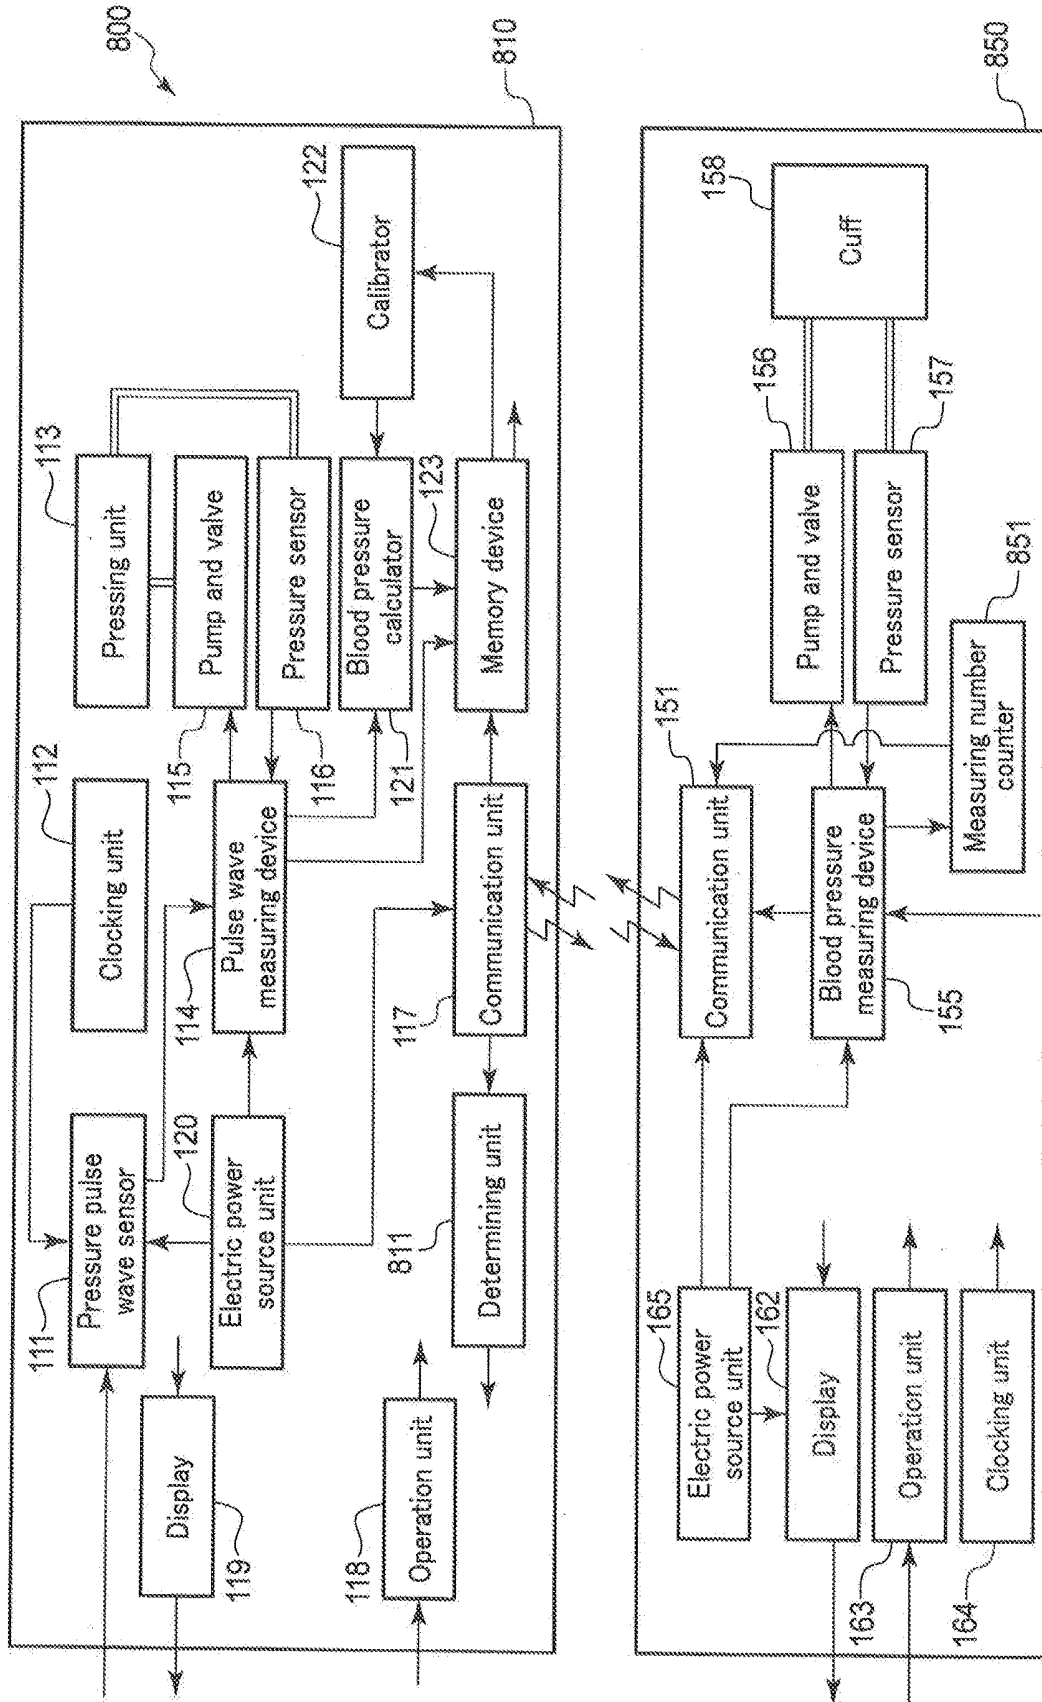 800
810
111
Pressure pulse
wave sensor
112
Clocking unit
113
Pressing unit
119
Display
120
Electric power
source unit
114
Pulse wave
measuring device
115
Pump and valve
116
Pressure sensor
121
Blood pressure
calculator
122
Calibrator
118
Operation unit
811
Determining unit
117
Communication unit
123
Memory device
850
165
Electric power
source unit
151
Communication unit
162
Display
155
Blood pressure
measuring device
156
Pump and valve
157
Pressure sensor
158
Cuff
163
Operation unit
164
Clocking unit
851
Measuring number
counter